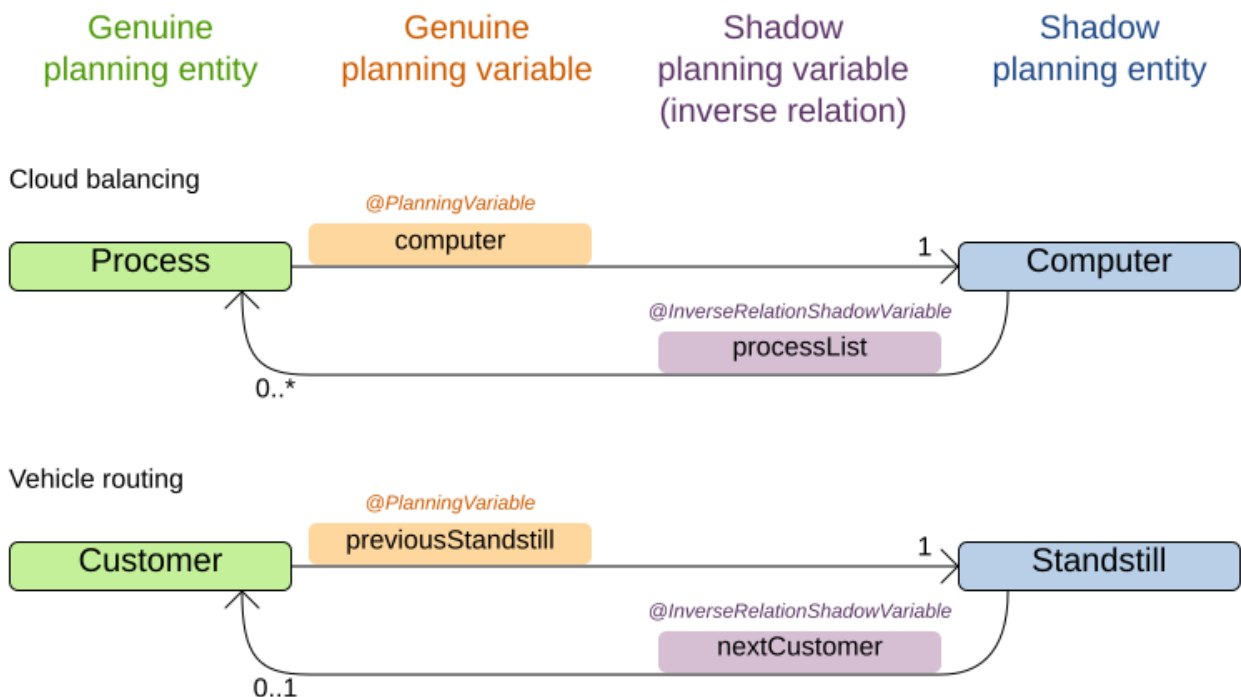 Genuine
planning entity
Genuine
planning variable
Shadow
planning variable
(inverse relation)
Shadow
planning entity
Cloud balancing
@PlanningVariable
computer
Process
1
Computer
@InverseRelationShadowVariable
processList
0..*
Vehicle routing
@PlanningVariable
previousStandstill
Customer
1
Standstill
@InverseRelationShadowVariable
nextCustomer
0..1